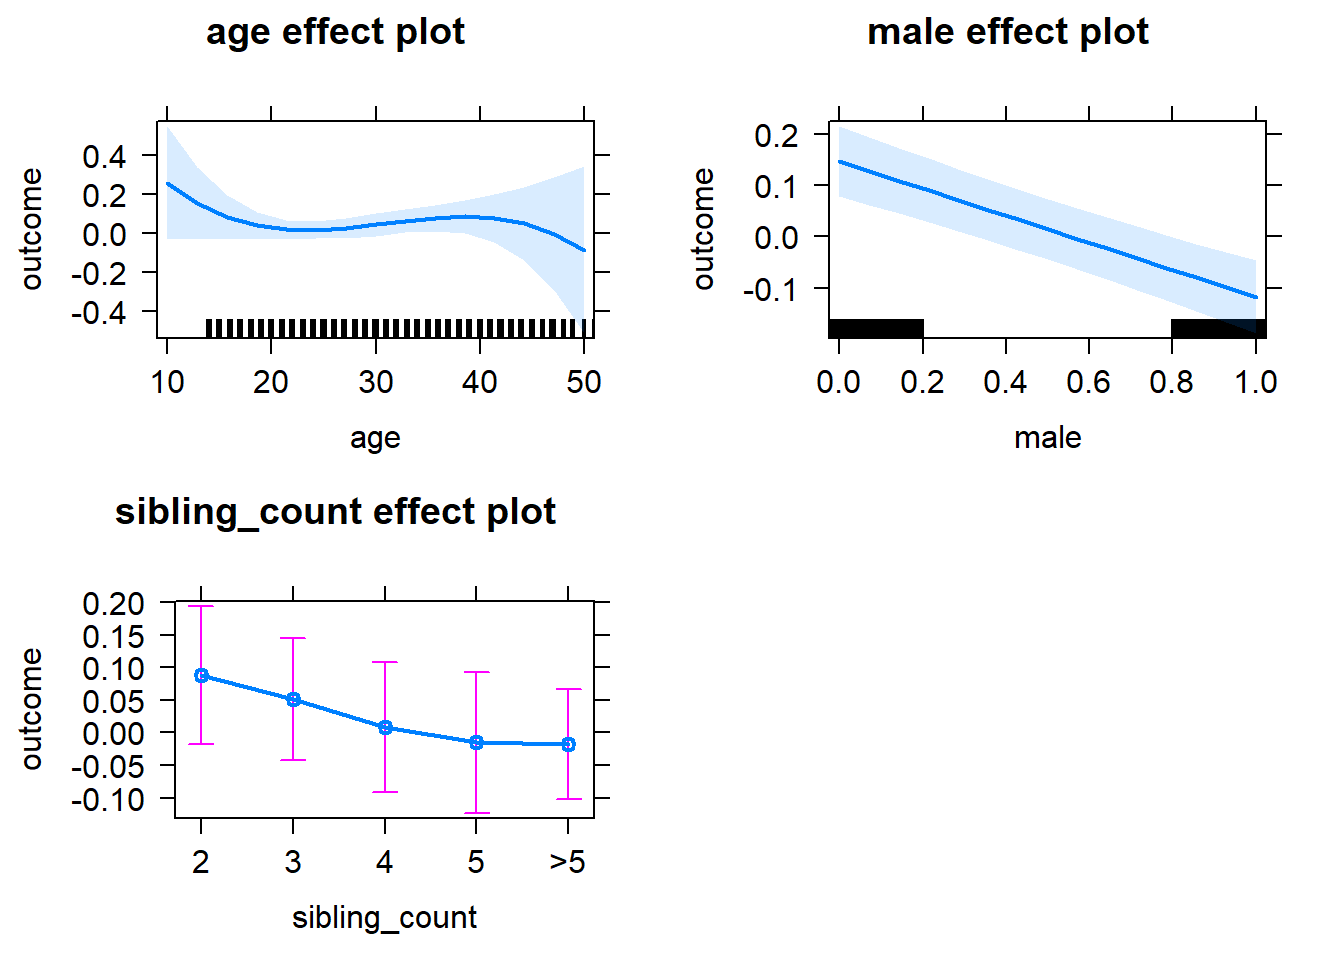 age effect plot
outcome
0.4
0.2
0.0
-0.2
-0.4
10 20 30 40 50
age
male effect plot
outcome
0.2
0.1
0.0
-0.1
0.0 0.2 0.4 0.6 0.8 1.0
male
sibling_count effect plot
outcome
0.20
0.15
0.10
0.05
0.00
-0.05
-0.10
2 3 4 5 >5
sibling_count